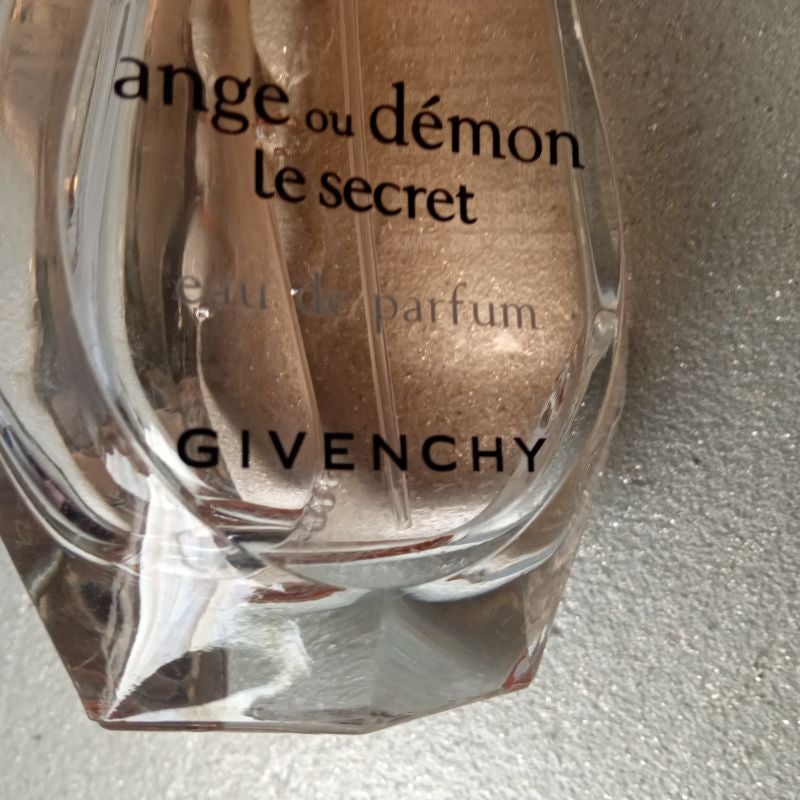 ange ou démon
le secret
eau de parfum
GIVENCHY